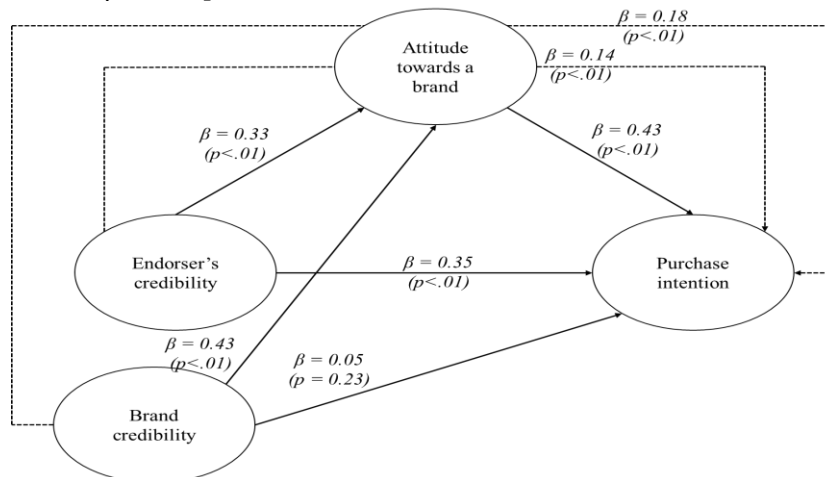 β = 0.18
(p<.01)
Attitude
towards a
brand
β = 0.14
(p<.01)
β = 0.33
(p<.01)
β = 0.43
(p<.01)
Endorser's
credibility
β = 0.35
(p<.01)
Purchase
intention
β = 0.43
(p<.01)
β = 0.05
(p = 0.23)
Brand
credibility